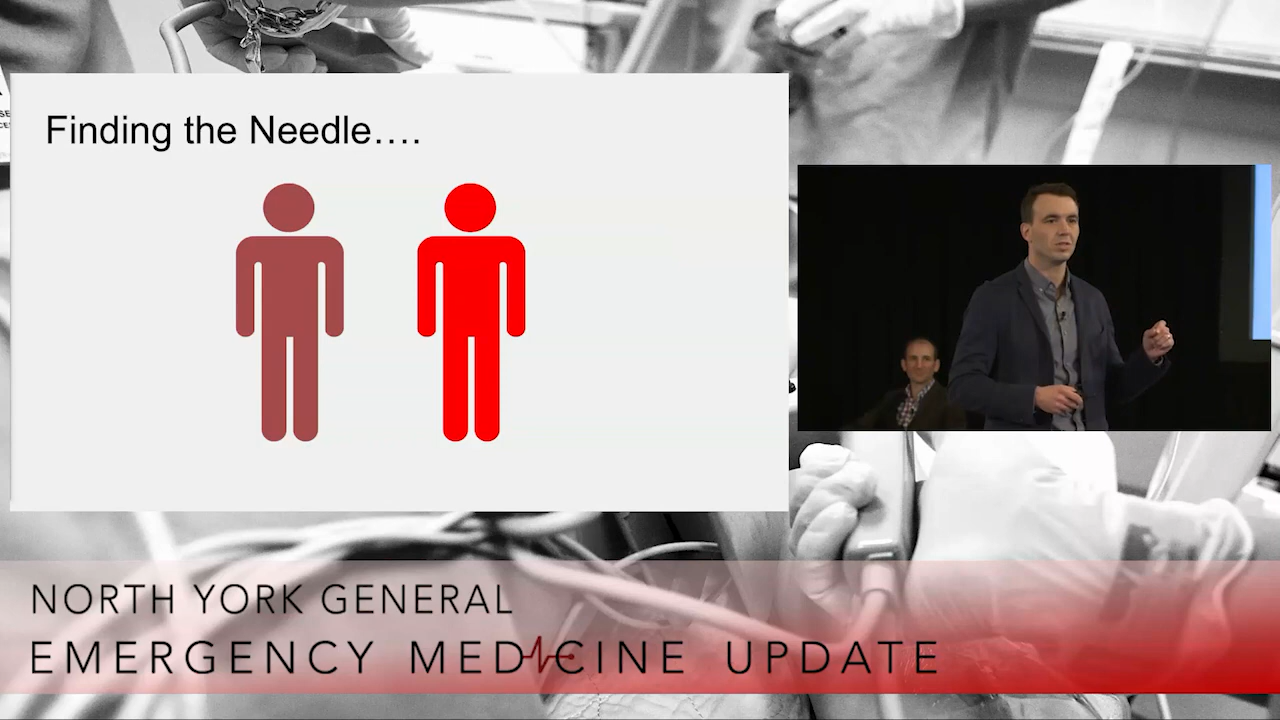 Finding the Needle....
NORTH YORK GENERAL
EMERGENCY MEDICINE UPDATE